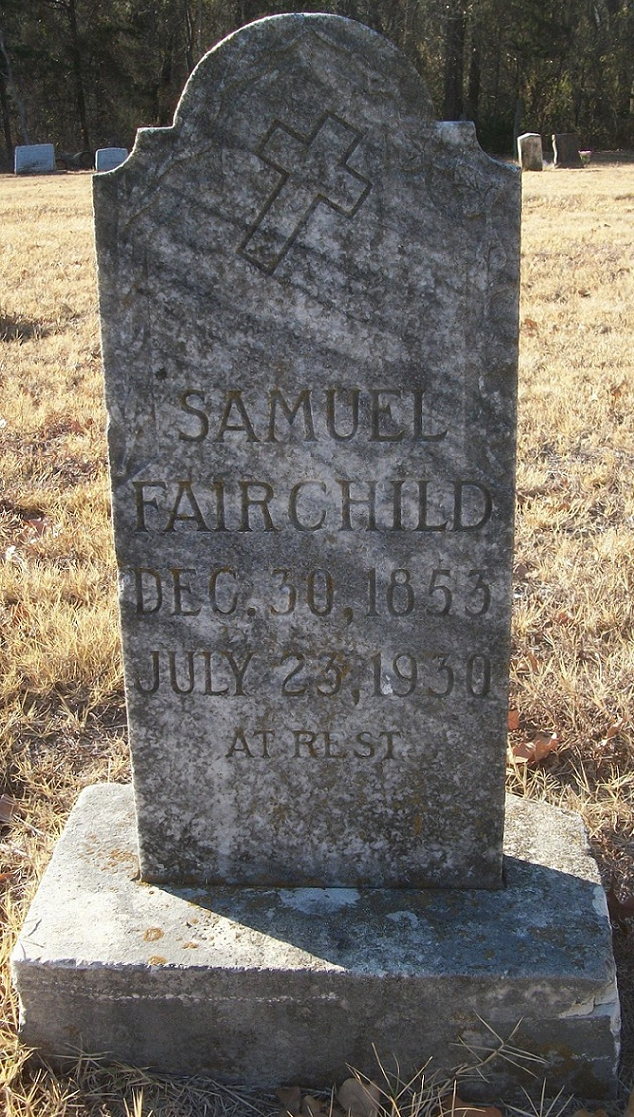 SAMUEL
FAIRCHILD
DEC. 30, 1853
JULY 23, 1930
AT REST